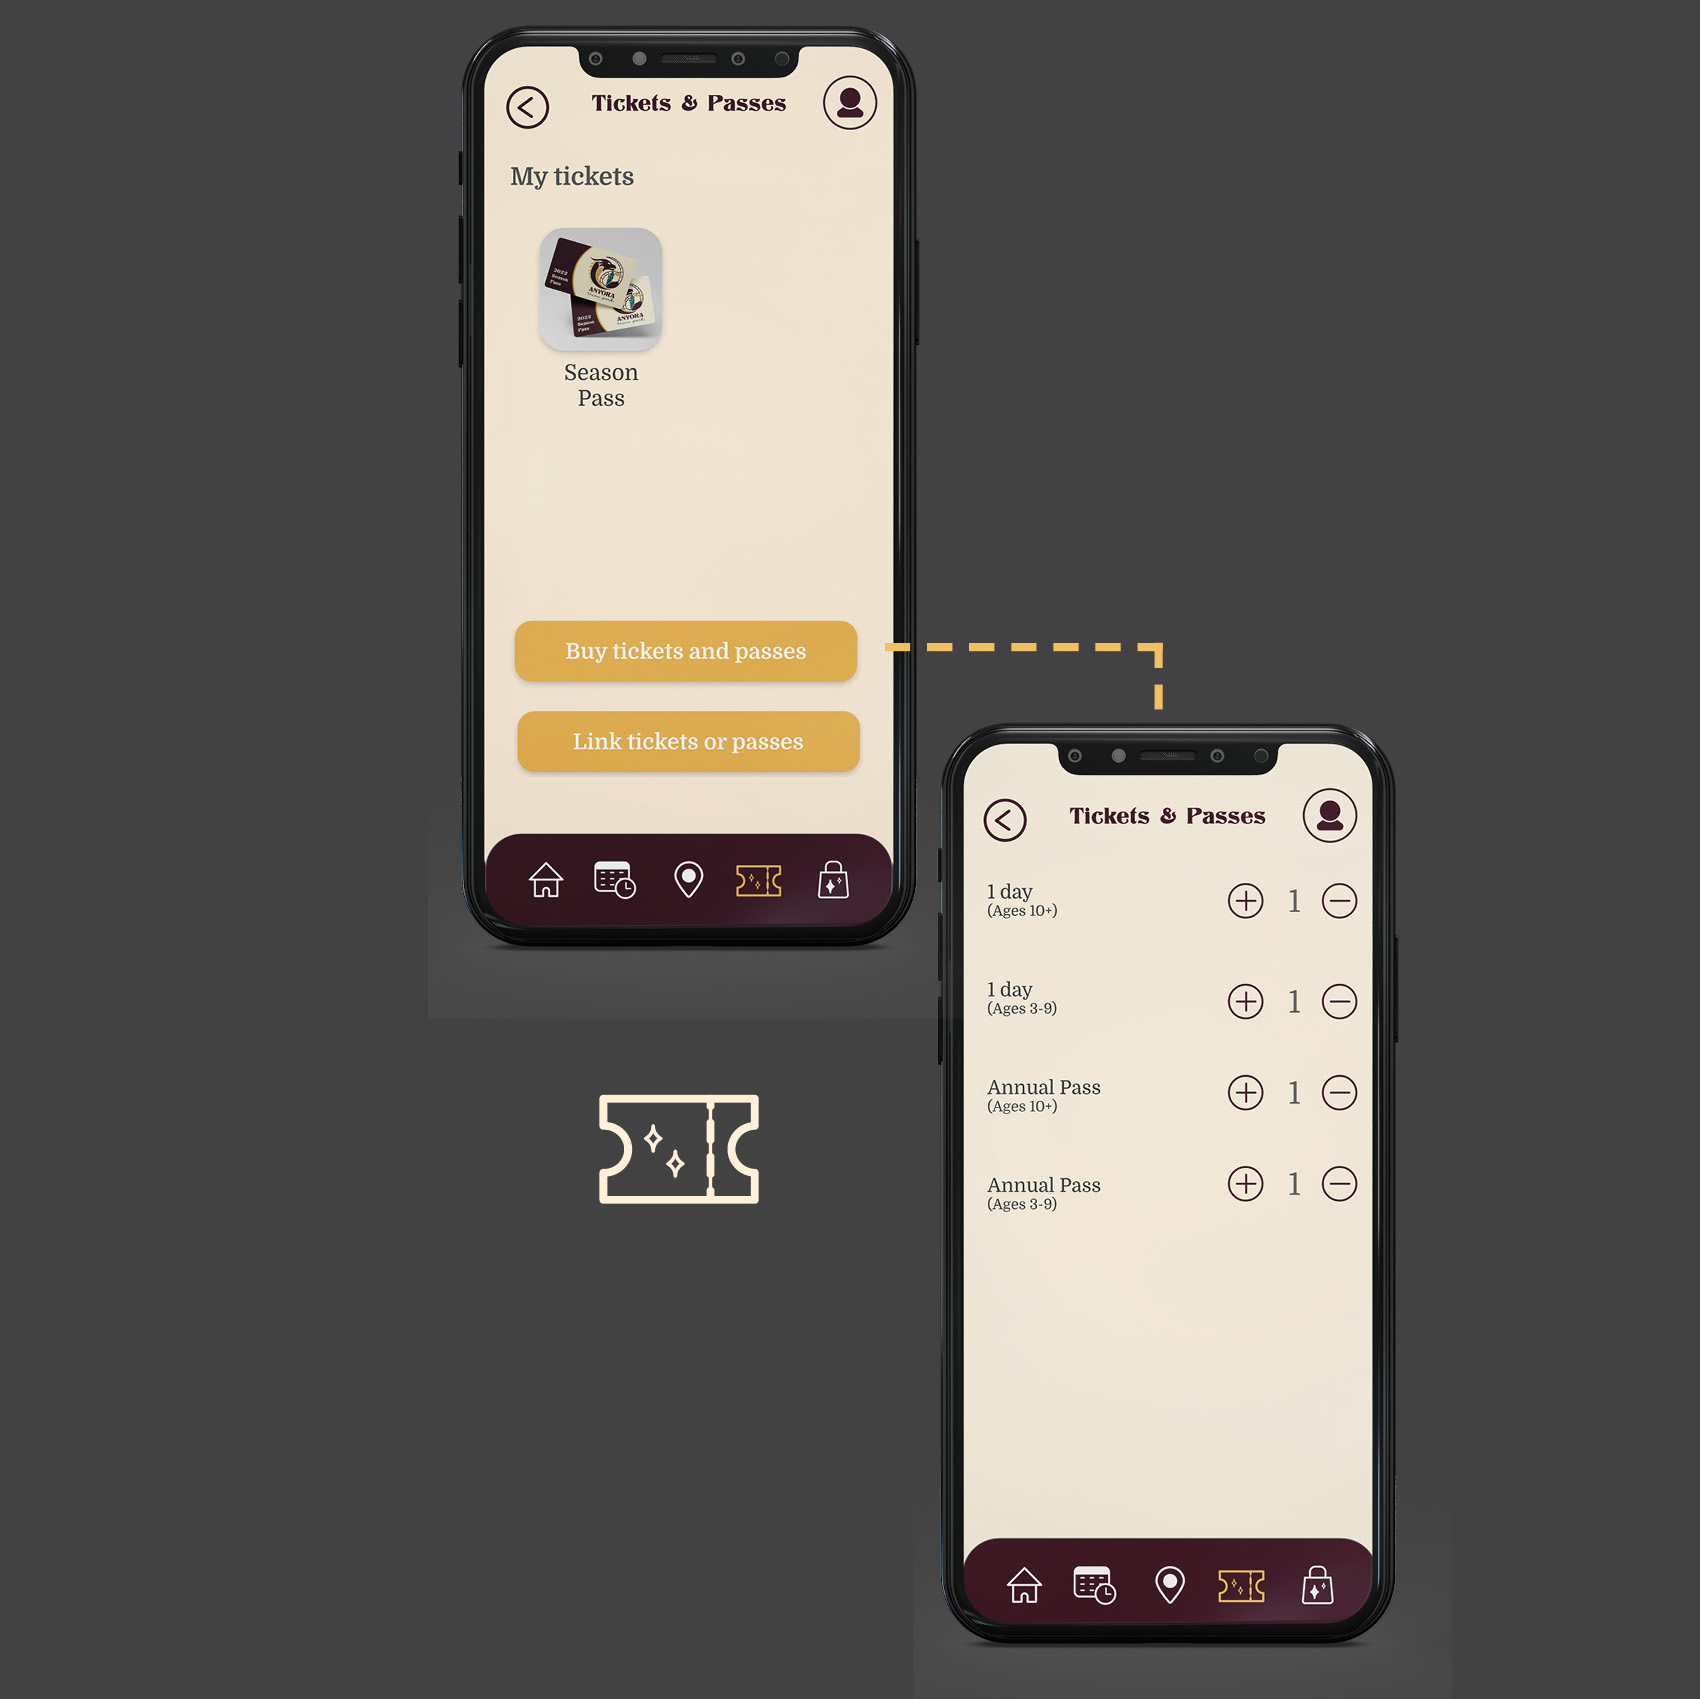 Tickets & Passes
My tickets
2022
Season
Pass
ANYORA
2022
Season
Pass
ANYORA
Season
Pass
Buy tickets and passes
Link tickets or passes
Tickets & Passes
1 day
(Ages 10+)
1
1 day
(Ages 3-9)
1
Annual Pass
(Ages 10+)
1
Annual Pass
(Ages 3-9)
1